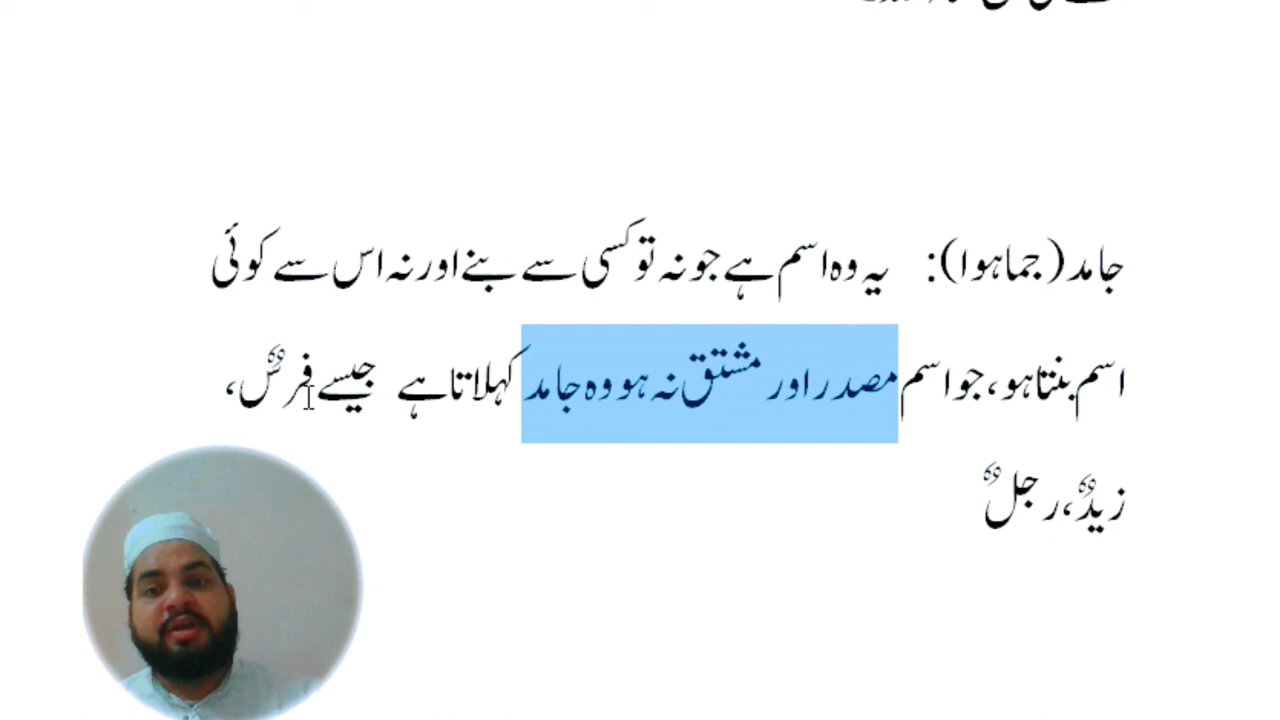 جامد(جما ہوا): یہ وہ اسم ہے جو نہ تو کسی سے بنے اور نہ اس سے کوئی
اسم بنتا ہو، جو اسم مصدر اور مشتق نہ ہو وہ جامد کہلاتا ہے جیسے فرسٌ،
زیدٌ، رجلٌ